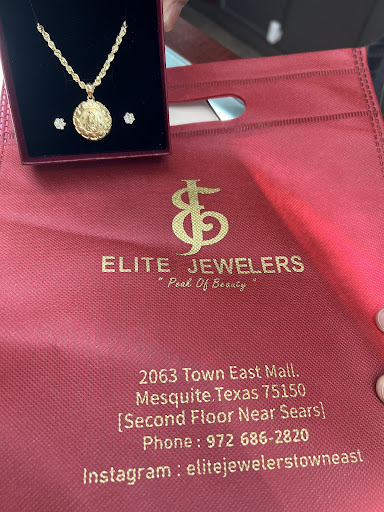 ELITE JEWELERS
" Peak Of Beauty "
2063 Town East Mall.
Mesquite,Texas 75150
[Second Floor Near Sears]
Phone : 972 686-2820
Instagram : elitejewelerstowneast